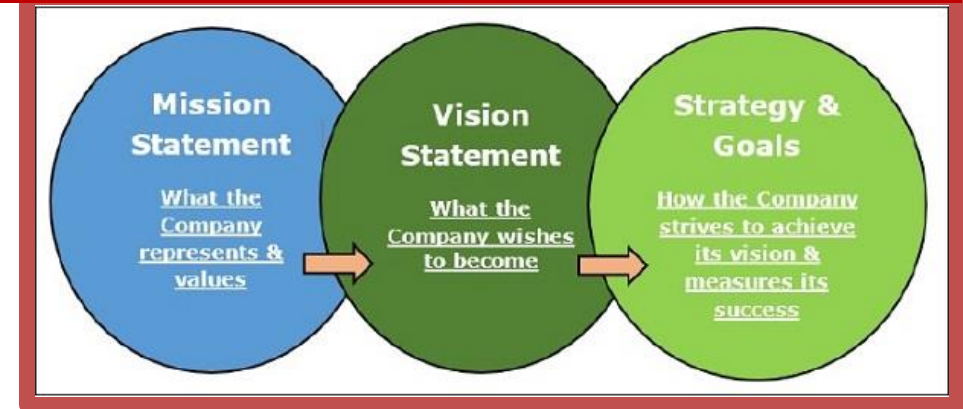 Mission
Statement
What the
Company
represents &
values
Vision
Statement
What the
Company wishes
to become
Strategy &
Goals
How the Company
strives to achieve
its vision &
measures its
success